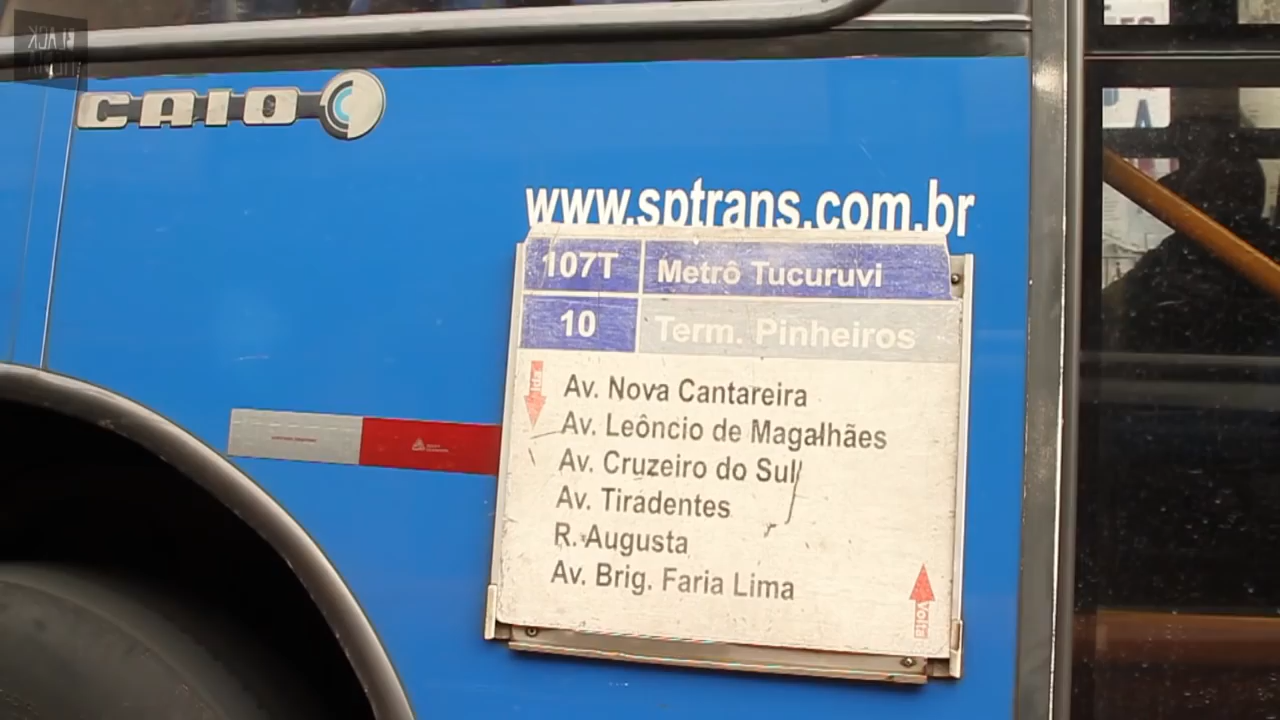 CAIO
www.sptrans.com.br
107T Metrô Tucuruvi
10 Term. Pinheiros
Av. Nova Cantareira
Av. Leôncio de Magalhães
Av. Cruzeiro do Sul
Av. Tiradentes
R. Augusta
Av. Brig. Faria Lima
Volta